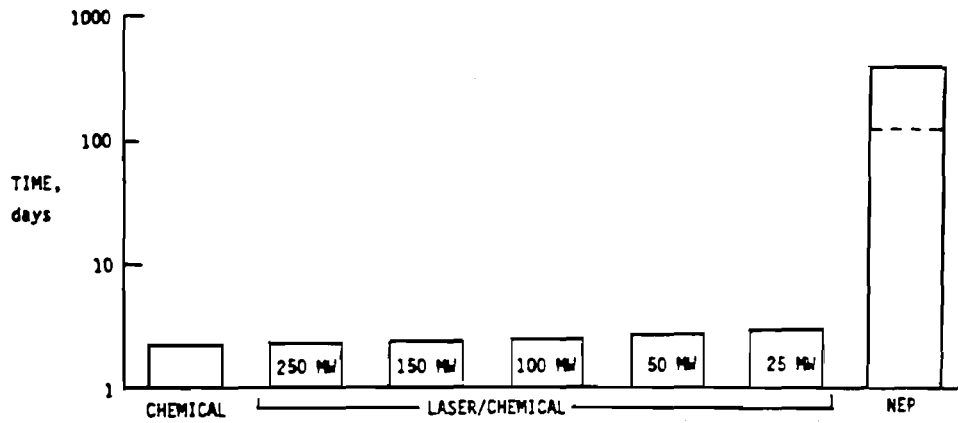 1000
100
TIME,
days
10
250 MW
150 MW
100 MW
50 MW
25 MW
1
CHEMICAL
LASER/CHEMICAL
NEP